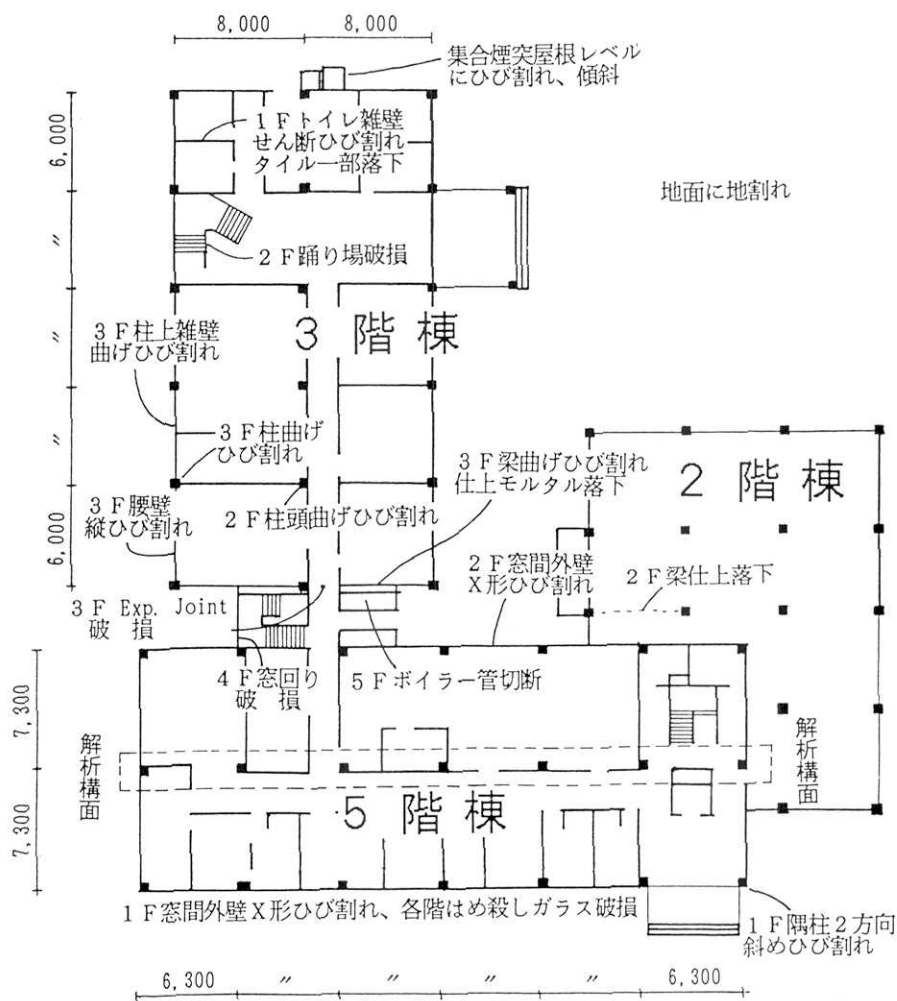 8,000
8,000
集合煙突屋根レベル
にひび割れ、傾斜
6,000
1Fトイレ雑壁
せん断ひび割れ
タイル一部落下
地面に地割れ
〃
2F踊り場破損
3F柱上雑壁
曲げひび割れ
3階棟
〃
〃
3F柱曲げ
ひび割れ
3F梁曲げひび割れ
仕上モルタル落下
2階棟
3F腰壁
縦ひび割れ
2F柱頭曲げひび割れ
6,000
2F窓間外壁
X形ひび割れ
2F梁仕上落下
3F Exp. Joint
破損
4F窓回り
破損
5Fボイラー管切断
7,300
解析構面
解析構面
7,300
5階棟
1F窓間外壁X形ひび割れ、各階はめ殺しガラス破損
1F隅柱2方向
斜めひび割れ
6,300
〃
〃
〃
〃
6,300